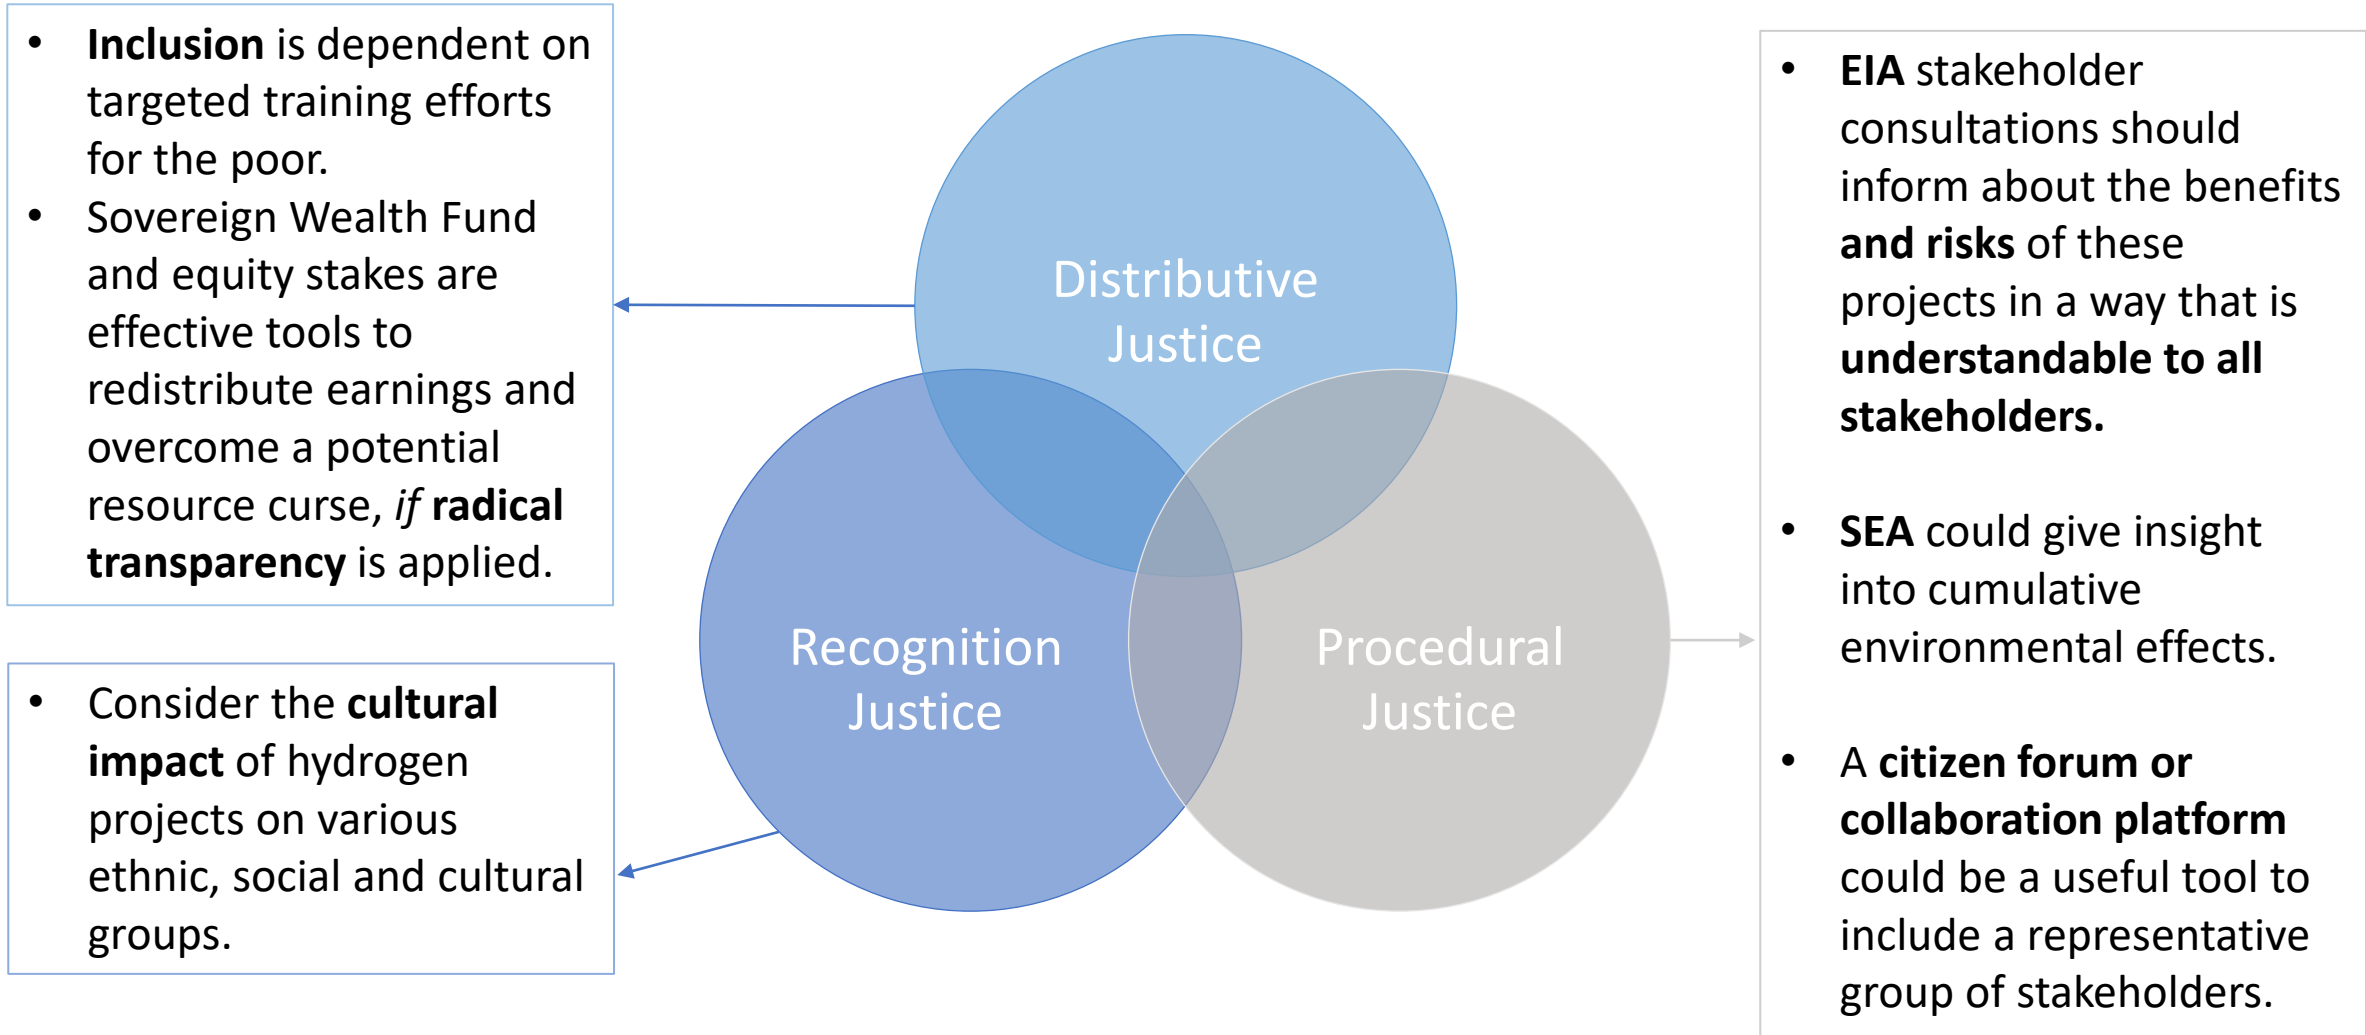 • Inclusion is dependent on
targeted training efforts
for the poor.
• Sovereign Wealth Fund
and equity stakes are
effective tools to
redistribute earnings and
overcome a potential
resource curse, if radical
transparency is applied.
• Consider the cultural
impact of hydrogen
projects on various
ethnic, social and cultural
groups.
Distributive
Justice
Recognition
Justice
Procedural
Justice
• EIA stakeholder
consultations should
inform about the benefits
and risks of these
projects in a way that is
understandable to all
stakeholders.
• SEA could give insight
into cumulative
environmental effects.
• A citizen forum or
collaboration platform
could be a useful tool to
include a representative
group of stakeholders.